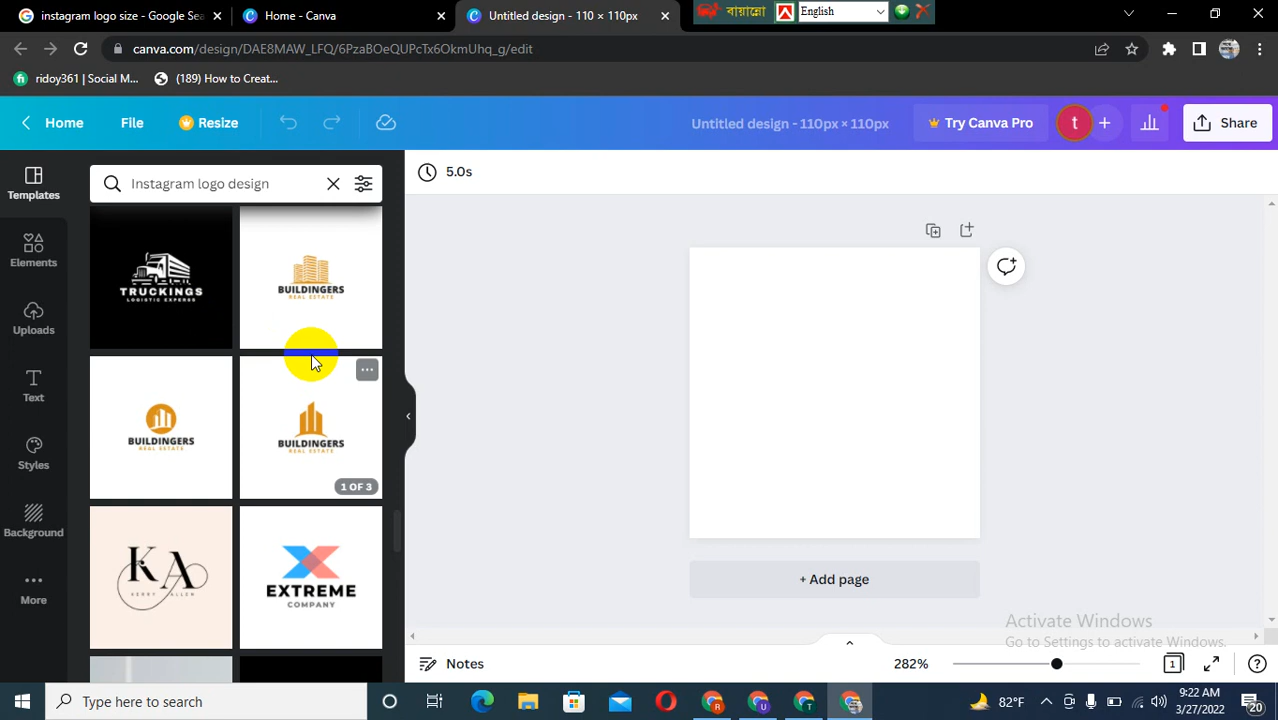 instagram logo size - Google Sea
Home - Canva
Untitled design - 110 × 110px
বায়ান্নো
English
canva.com/design/DAE8MAW_LFQ/6PzaBOeQUPcTx6OkmUhq_g/edit
ridoy361 | Social M...
(189) How to Creat...
Home
File
Resize
Untitled design - 110px × 110px
Try Canva Pro
t
Share
Templates
Instagram logo design
5.0s
Elements
TRUCKINGS
LOGISTIC EXPERSS
BUILDINGERS
REAL ESTATE
Uploads
Text
BUILDINGERS
REAL ESTATE
BUILDINGERS
REAL ESTATE
1 OF 3
Styles
Background
K A
KERRY ALLEN
EXTREME
COMPANY
More
+ Add page
Activate Windows
Go to Settings to activate Windows.
Notes
282%
1
Type here to search
82°F
9:22 AM
3/27/2022
20